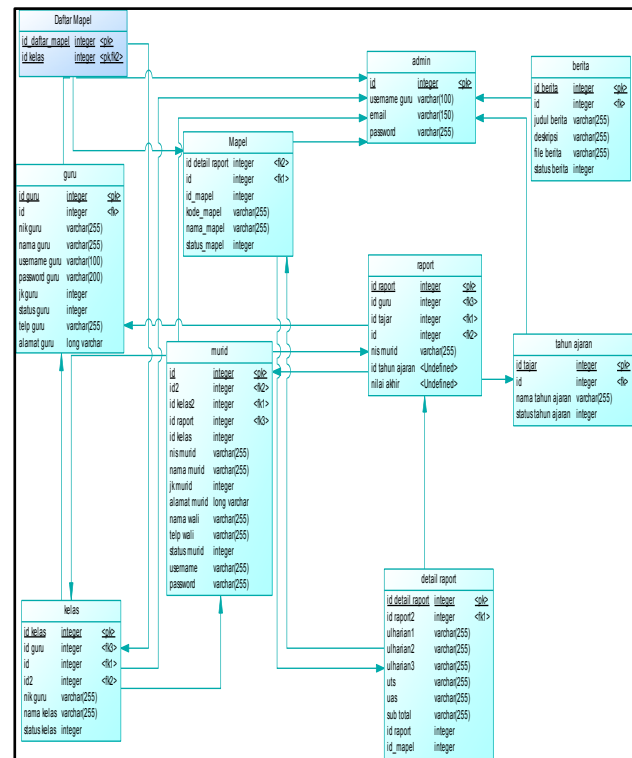 Daftar Mapel
id_daftar_mapel integer <pk>
id kelas integer <pk,fk2>
admin
id integer <pk>
username guru varchar(100)
email varchar(150)
password varchar(255)
berita
id berita integer <pk>
id integer <fk>
judul berita varchar(255)
deskripsi varchar(255)
file berita varchar(255)
status berita integer
Mapel
id detail raport integer <fk2>
id integer <fk1>
id_mapel integer
kode_mapel varchar(255)
nama_mapel varchar(255)
status_mapel integer
guru
id guru integer <pk>
id integer <fk>
nik guru varchar(255)
nama guru varchar(255)
username guru varchar(100)
password guru varchar(200)
jk guru integer
status guru integer
telp guru varchar(255)
alamat guru long varchar
raport
id raport integer <pk>
id guru integer <fk3>
id tajar integer <fk1>
id integer <fk2>
nis murid varchar(255)
id tahun ajaran <Undefined>
nilai akhir <Undefined>
tahun ajaran
id tajar integer <pk>
id integer <fk>
nama tahun ajaran varchar(255)
status tahun ajaran integer
murid
id integer <pk>
id2 integer <fk2>
id kelas2 integer <fk1>
id raport integer <fk3>
id kelas integer
nis murid varchar(255)
nama murid varchar(255)
jk murid integer
alamat murid long varchar
nama wali varchar(255)
telp wali varchar(255)
status murid integer
username varchar(255)
password varchar(255)
kelas
id kelas integer <pk>
id guru integer <fk3>
id integer <fk1>
id2 integer <fk2>
nik guru varchar(255)
nama kelas varchar(255)
status kelas integer
detail raport
id detail raport integer <pk>
id raport2 integer <fk1>
ulharian1 varchar(255)
ulharian2 varchar(255)
ulharian3 varchar(255)
uts varchar(255)
uas varchar(255)
sub total varchar(255)
id raport integer
id_mapel integer